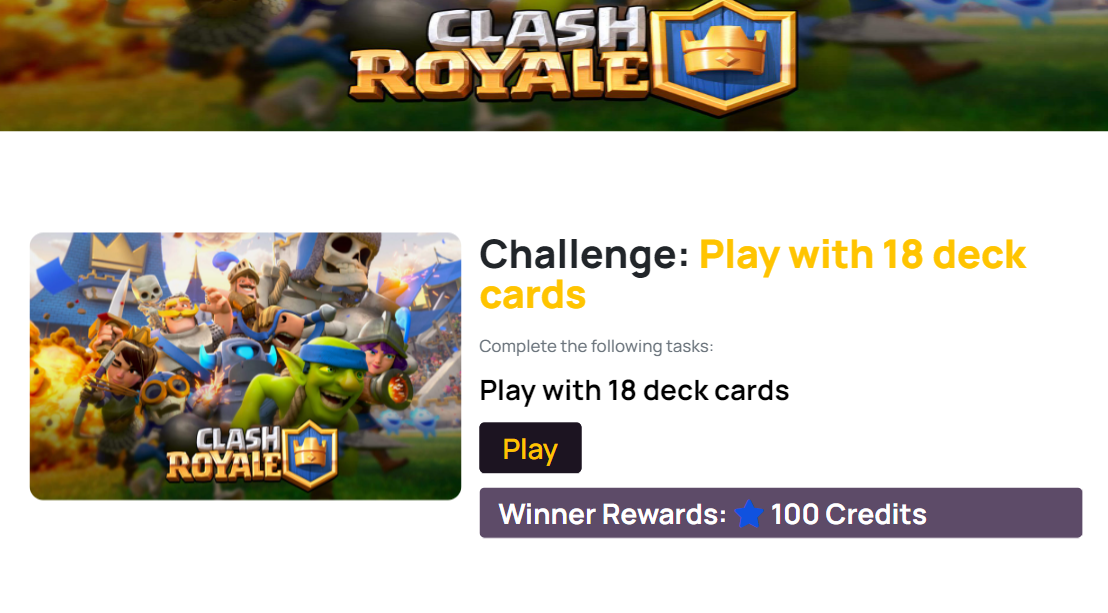 CLASH
ROYALE
Challenge: Play with 18 deck
cards
Complete the following tasks:
Play with 18 deck cards
Play
Winner Rewards: 100 Credits
CLASH
ROYALE